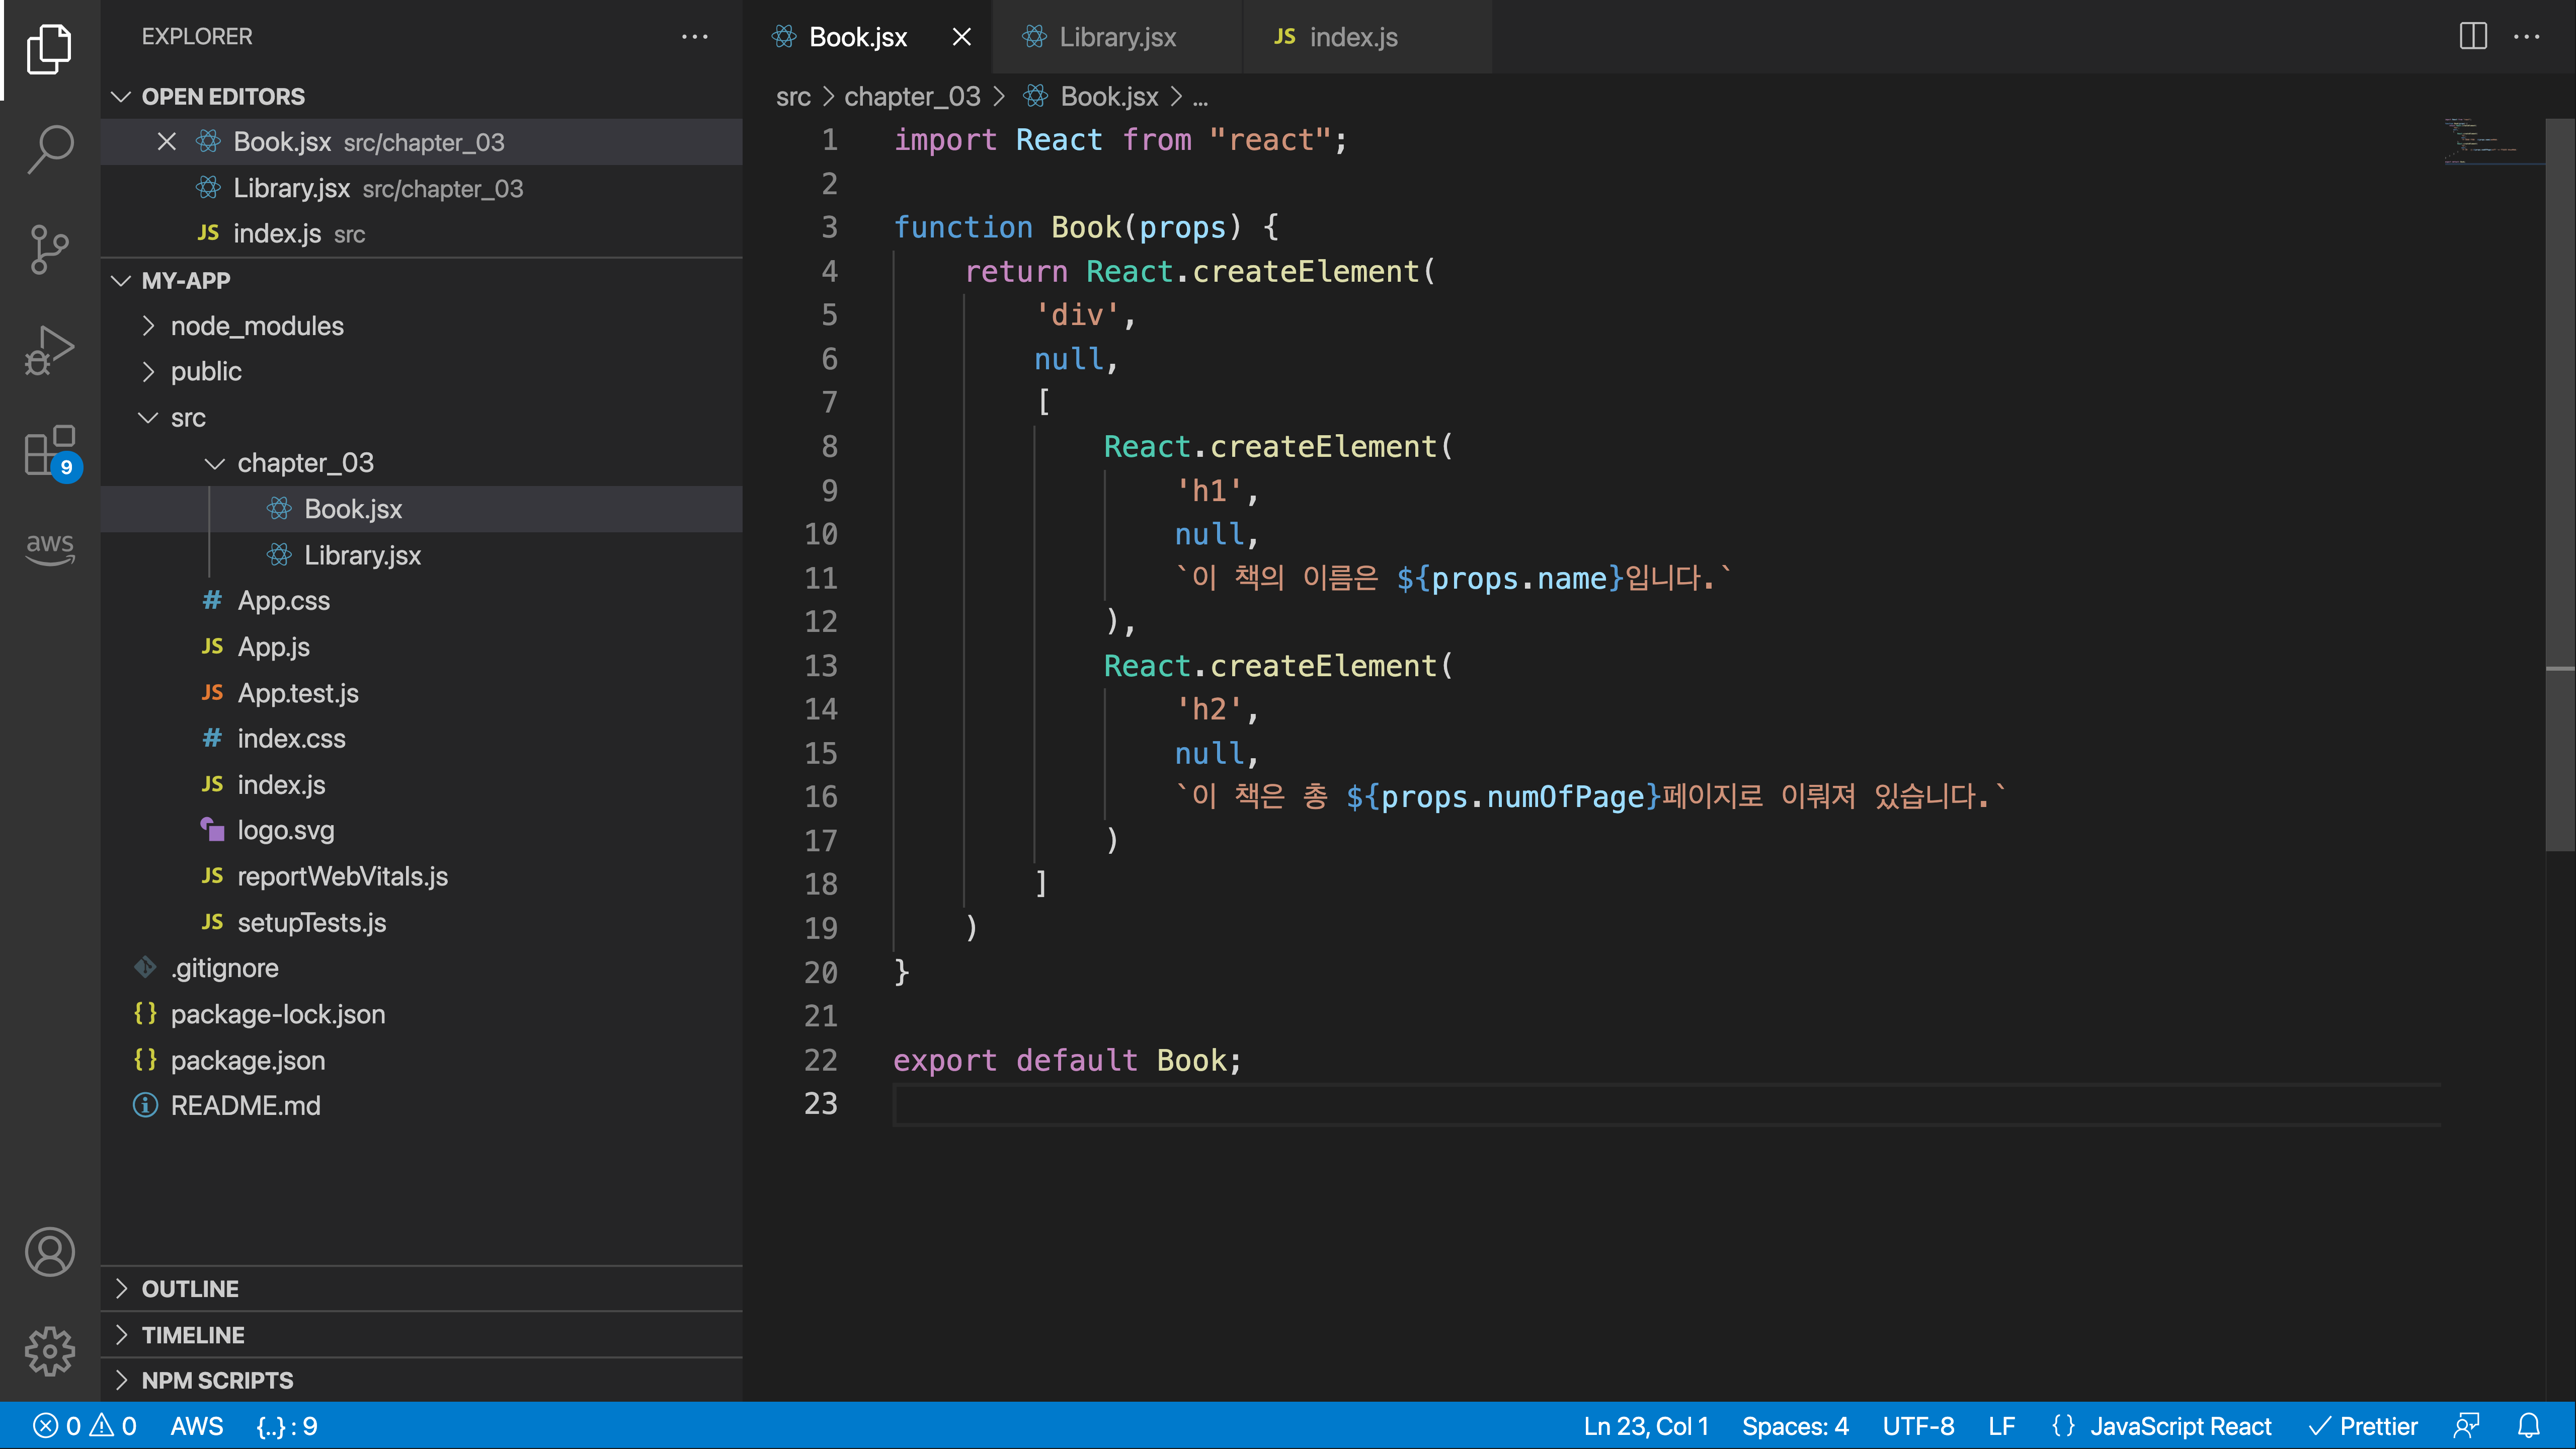 EXPLORER
OPEN EDITORS
Book.jsx src/chapter_03
Library.jsx src/chapter_03
JS index.js src
MY-APP
node_modules
public
src
chapter_03
Book.jsx
Library.jsx
# App.css
JS App.js
JS App.test.js
# index.css
JS index.js
logo.svg
JS reportWebVitals.js
JS setupTests.js
.gitignore
{} package-lock.json
{} package.json
README.md
OUTLINE
TIMELINE
NPM SCRIPTS
9
aws
Book.jsx
Library.jsx
JS index.js
src > chapter_03 > Book.jsx > ...
1 import React from "react";
2
3 function Book(props) {
4 return React.createElement(
5 'div',
6 null,
7 [
8 React.createElement(
9 'h1',
10 null,
11 `이 책의 이름은 ${props.name}입니다.`
12 ),
13 React.createElement(
14 'h2',
15 null,
16 `이 책은 총 ${props.numOfPage}페이지로 이뤄져 있습니다.`
17 )
18 ]
19 )
20 }
21
22 export default Book;
23
0 0 AWS {..} : 9
Ln 23, Col 1 Spaces: 4 UTF-8 LF {} JavaScript React Prettier